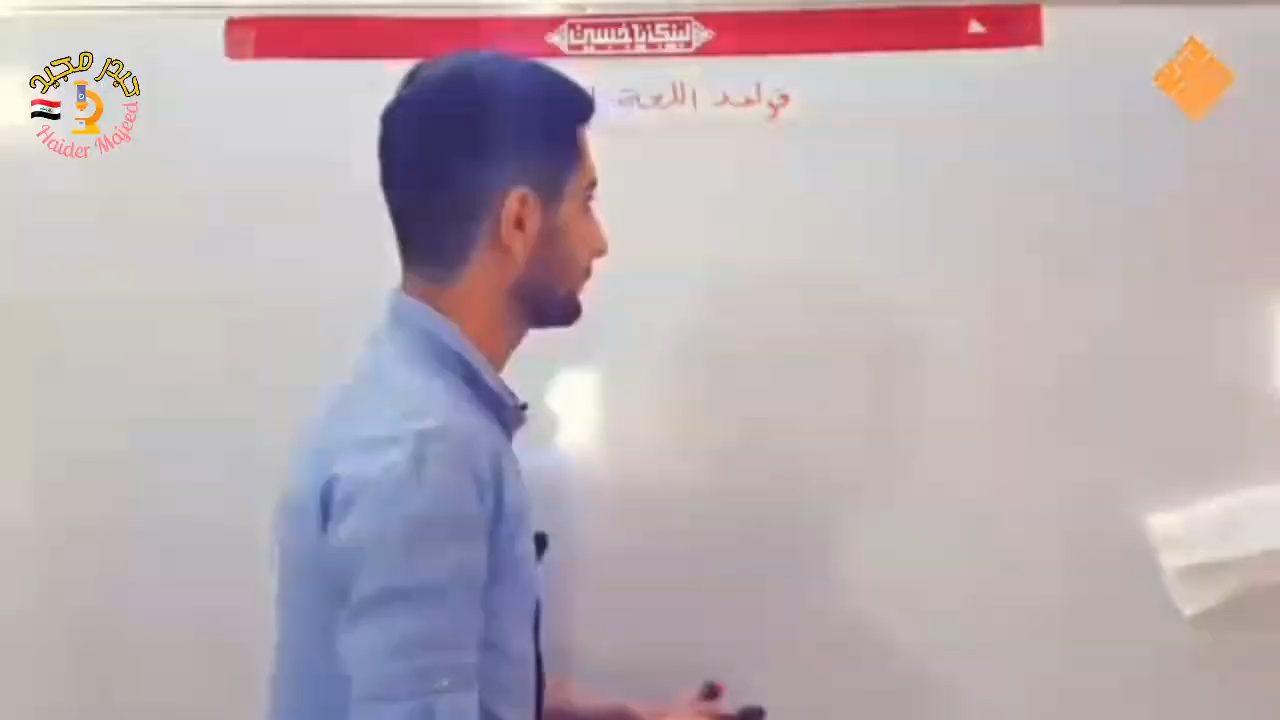 لبيك يا حسين
قواعد اللغة
حيدر مجيد
Haider Majeed